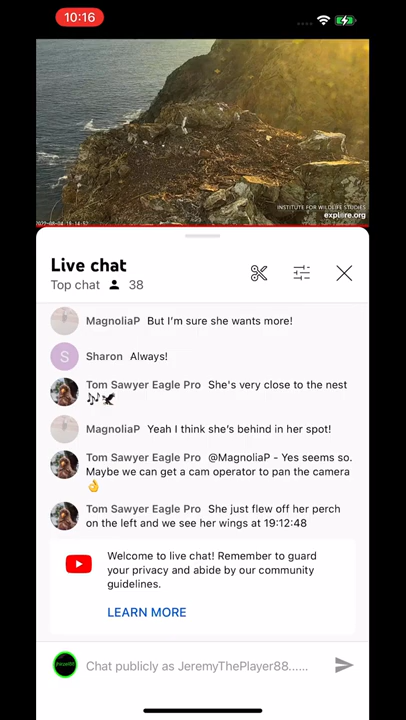 10:16
INSTITUTE FOR WILDLIFE STUDIES
explore.org
Live chat
Top chat 38
MagnoliaP But I'm sure she wants more!
S Sharon Always!
Tom Sawyer Eagle Pro She's very close to the nest
🎶🦅
MagnoliaP Yeah I think she's behind in her spot!
Tom Sawyer Eagle Pro @MagnoliaP - Yes seems so.
Maybe we can get a cam operator to pan the camera
👌
Tom Sawyer Eagle Pro She just flew off her perch
on the left and we see her wings at 19:12:48
Welcome to live chat! Remember to guard
your privacy and abide by our community
guidelines.
LEARN MORE
Chat publicly as JeremyThePlayer88......